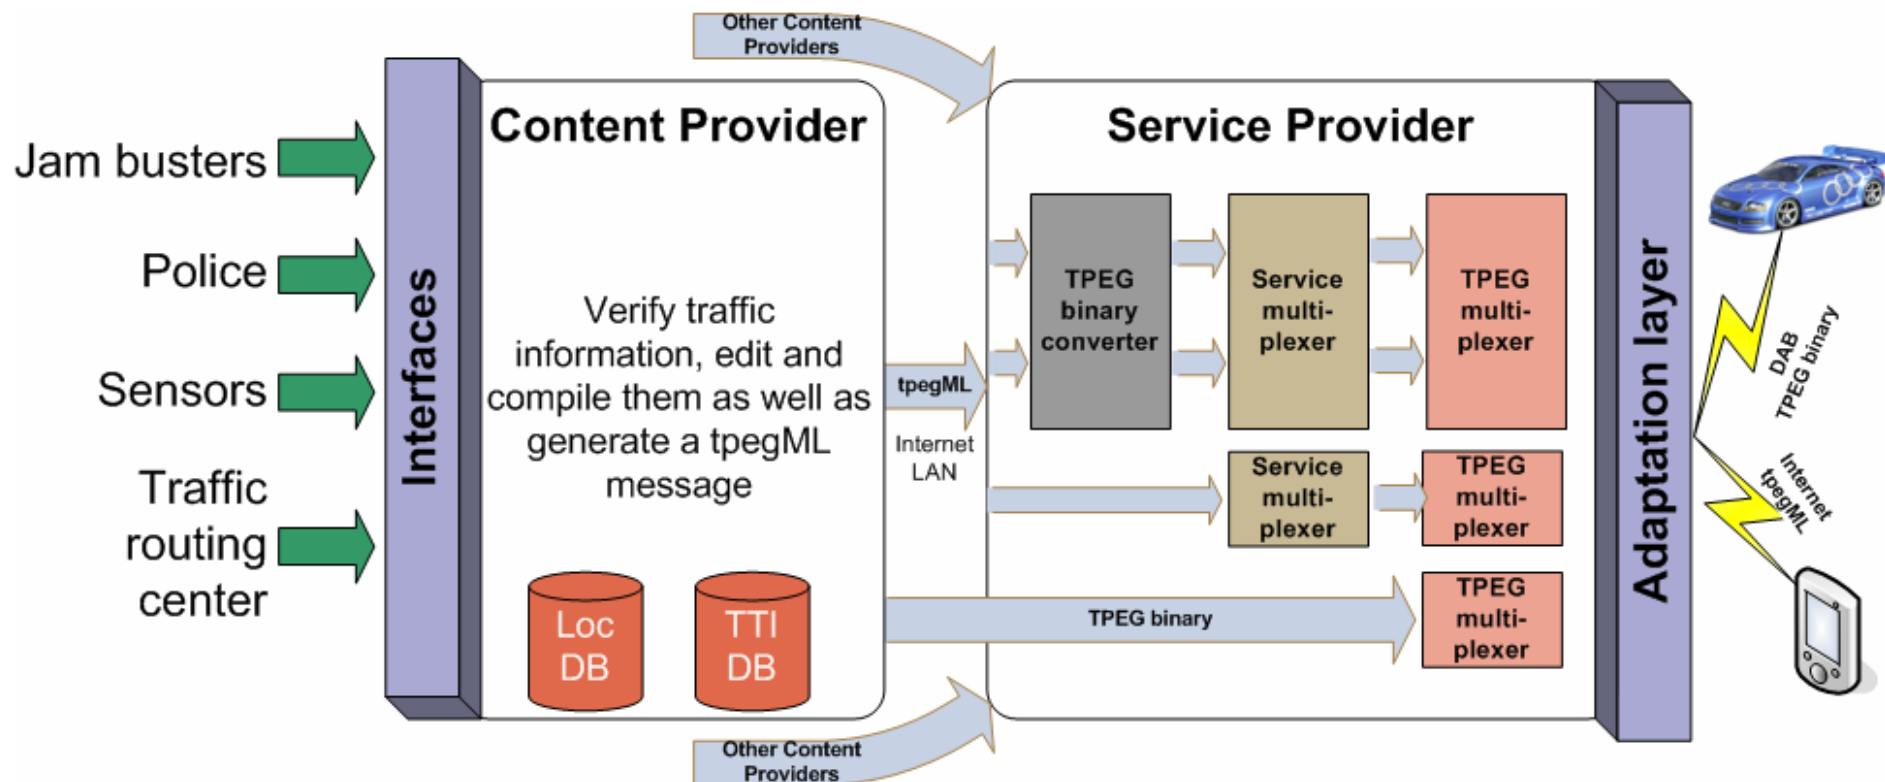 Other Content
Providers
Content Provider
Service Provider
Jam busters
Police
Sensors
Traffic
routing
center
Interfaces
Verify traffic
information, edit and
compile them as well as
generate a tpegML
message
Loc
DB
TTI
DB
tpegML
Internet
LAN
TPEG
binary
converter
Service
multi-
plexer
TPEG
multi-
plexer
Service
multi-
plexer
TPEG
multi-
plexer
TPEG binary
TPEG
multi-
plexer
Other Content
Providers
Adaptation layer
DAB
TPEG binary
Internet
tpegML